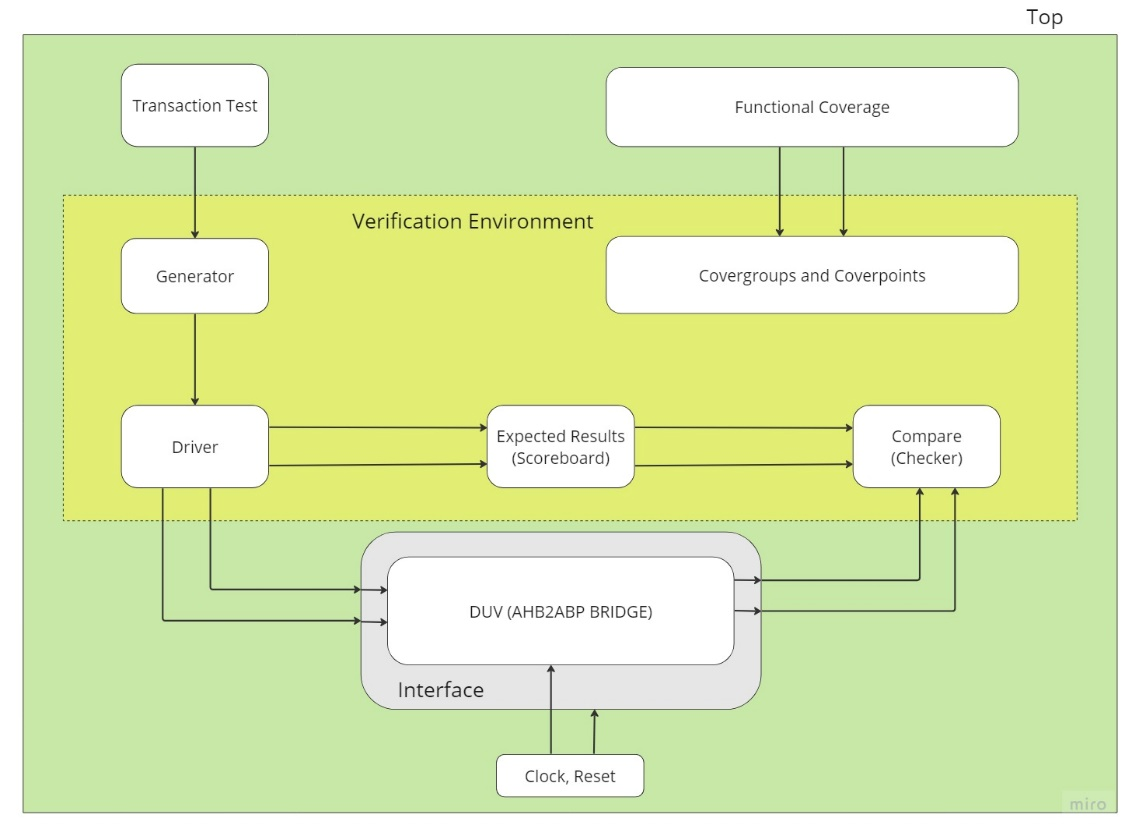 Top
Transaction Test
Functional Coverage
Verification Environment
Generator
Covergroups and Coverpoints
Driver
Expected Results
(Scoreboard)
Compare
(Checker)
DUV (AHB2ABP BRIDGE)
Interface
Clock, Reset
miro